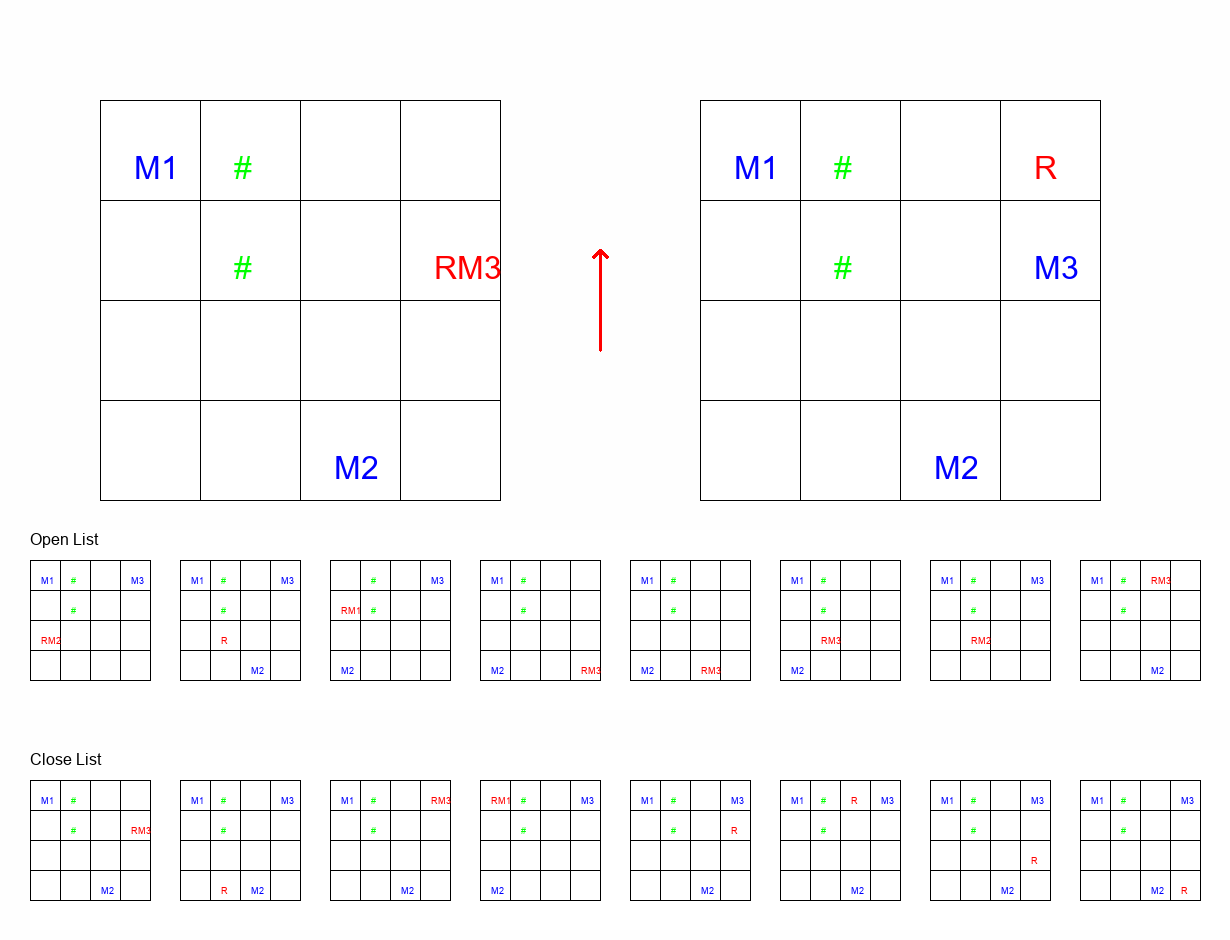 M1 # M1 # R
# RM3 # M3
M2 M2
Open List
M1 # M3 M1 # M3 # M3 M1 # M1 # M1 # M1 # M3 M1 # RM3
# # RM1 # # # # # #
RM2 R RM3 RM2
M2 M2 M2 RM3 M2 RM3 M2 M2
Close List
M1 # M1 # M3 M1 # RM3 RM1 # M3 M1 # M3 M1 # R M3 M1 # M3 M1 # M3
# RM3 # # # # R # # #
R
M2 R M2 M2 M2 M2 M2 M2 M2 R